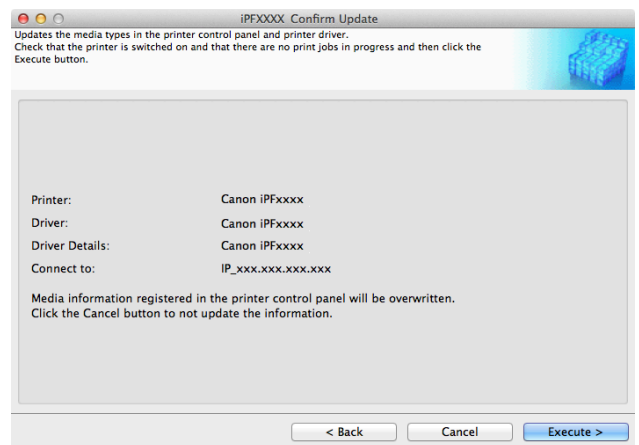 iPFXXXX Confirm Update
Updates the media types in the printer control panel and printer driver.
Check that the printer is switched on and that there are no print jobs in progress and then click the
Execute button.
Printer: Canon iPFxxxx
Driver: Canon iPFxxxx
Driver Details: Canon iPFxxxx
Connect to: IP_xxx.xxx.xxx.xxx
Media information registered in the printer control panel will be overwritten.
Click the Cancel button to not update the information.
< Back Cancel Execute >